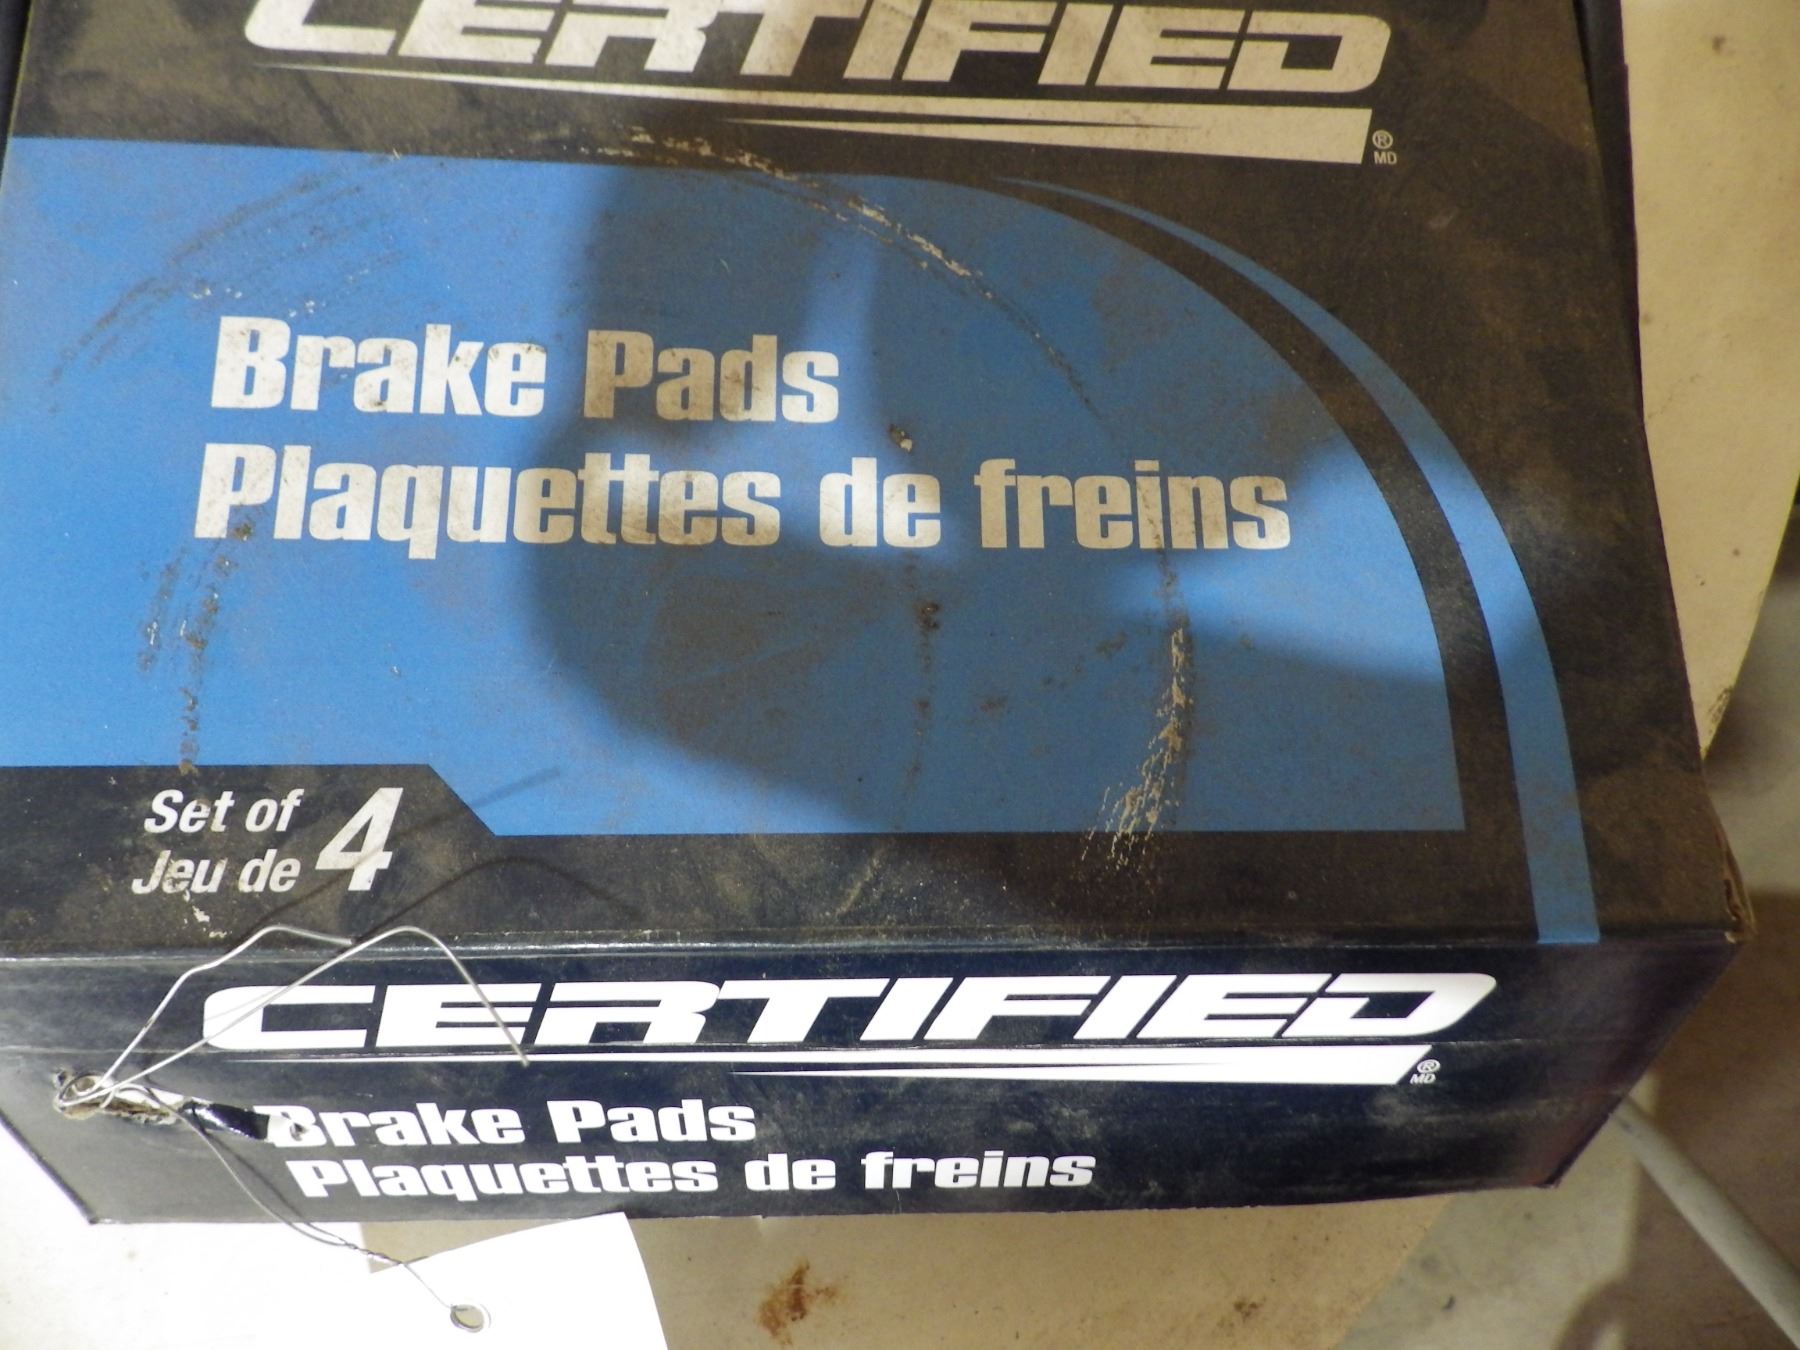 CERTIFIED
® MD
Brake Pads
Plaquettes de freins
Set of
Jeu de 4
CERTIFIED
® MD
Brake Pads
Plaquettes de freins